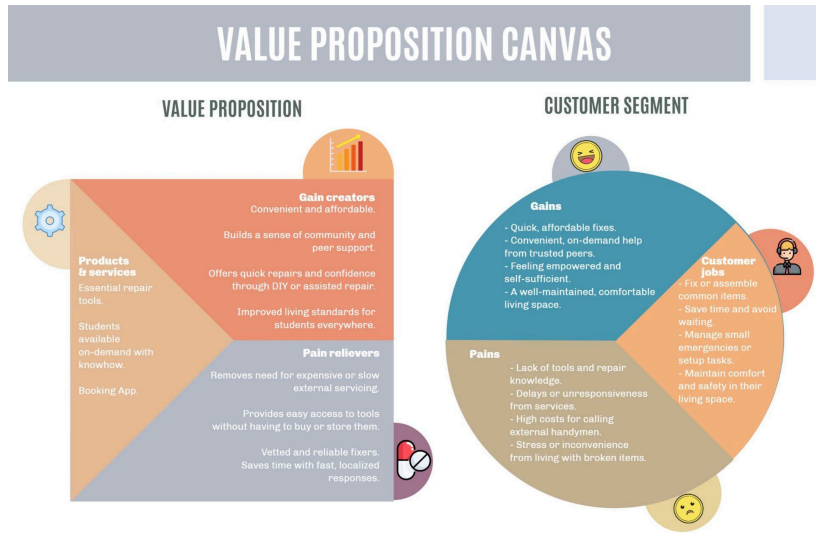 VALUE PROPOSITION CANVAS
VALUE PROPOSITION
Gain creators
Convenient and affordable.
Builds a sense of community and
peer support.
Offers quick repairs and confidence
through DIY or assisted repair.
Improved living standards for
students everywhere.
Products
& services
Essential repair
tools.
Students
available
on-demand with
knowhow.
Booking App.
Pain relievers
Removes need for expensive or slow
external servicing.
Provides easy access to tools
without having to buy or store them.
Vetted and reliable fixers.
Saves time with fast, localized
responses.
CUSTOMER SEGMENT
Gains
- Quick, affordable fixes.
- Convenient, on-demand help
from trusted peers.
- Feeling empowered and
self-sufficient.
- A well-maintained, comfortable
living space.
Customer
jobs
- Fix or assemble
common items.
- Save time and avoid
waiting.
- Manage small
emergencies or
setup tasks.
- Maintain comfort
and safety in their
living space.
Pains
- Lack of tools and repair
knowledge.
- Delays or unresponsiveness
from services.
- High costs for calling
external handymen.
- Stress or inconvenience
from living with broken items.